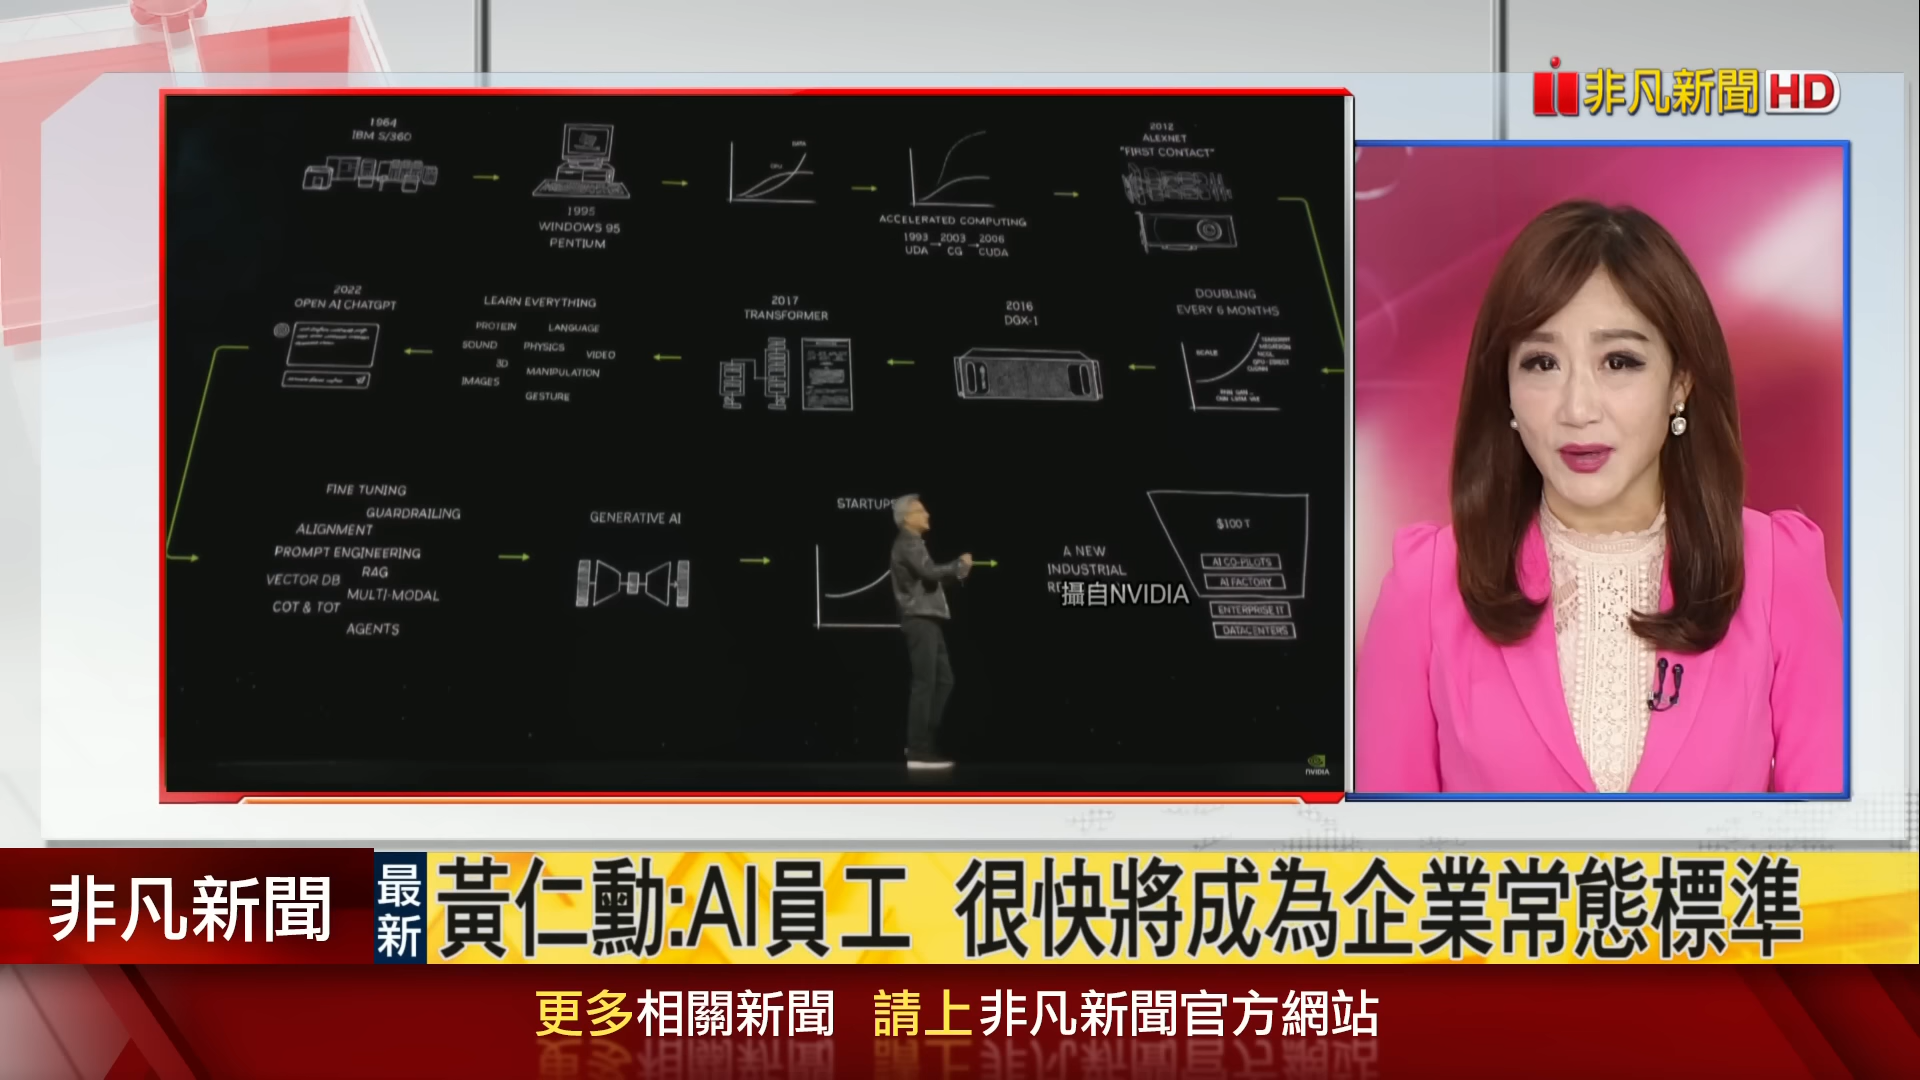 非凡新聞HD
1964
IBM S/360
1995
WINDOWS 95
PENTIUM
DATA
CPU
ACCELERATED COMPUTING
1993 2003 2006
UDA CG CUDA
2012
ALEXNET
"FIRST CONTACT"
2022
OPEN AI CHATGPT
LEARN EVERYTHING
PROTEIN LANGUAGE
SOUND PHYSICS VIDEO
3D MANIPULATION
IMAGES
GESTURE
2017
TRANSFORMER
2016
DGX-1
DOUBLING
EVERY 6 MONTHS
SCALE
FINE TUNING
GUARDRAILING
ALIGNMENT
PROMPT ENGINEERING
RAG
VECTOR DB
MULTI-MODAL
COT & TOT
AGENTS
GENERATIVE AI
STARTUPS
A NEW
INDUSTRIAL
攝自NVIDIA
$100T
AI CO-PILOTS
AI FACTORY
ENTERPRISE IT
DATACENTERS
NVIDIA
非凡新聞
最新
黃仁勳:AI員工 很快將成為企業常態標準
更多相關新聞 請上非凡新聞官方網站